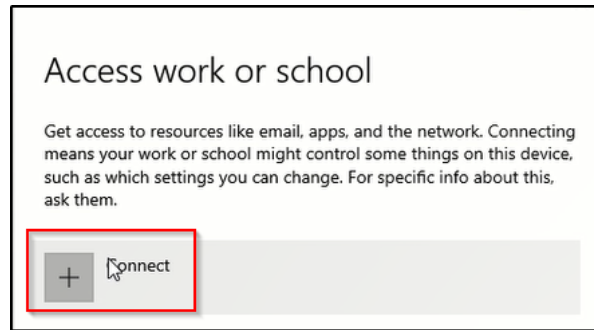 Access work or school
Get access to resources like email, apps, and the network. Connecting
means your work or school might control some things on this device,
such as which settings you can change. For specific info about this,
ask them.
+ Connect